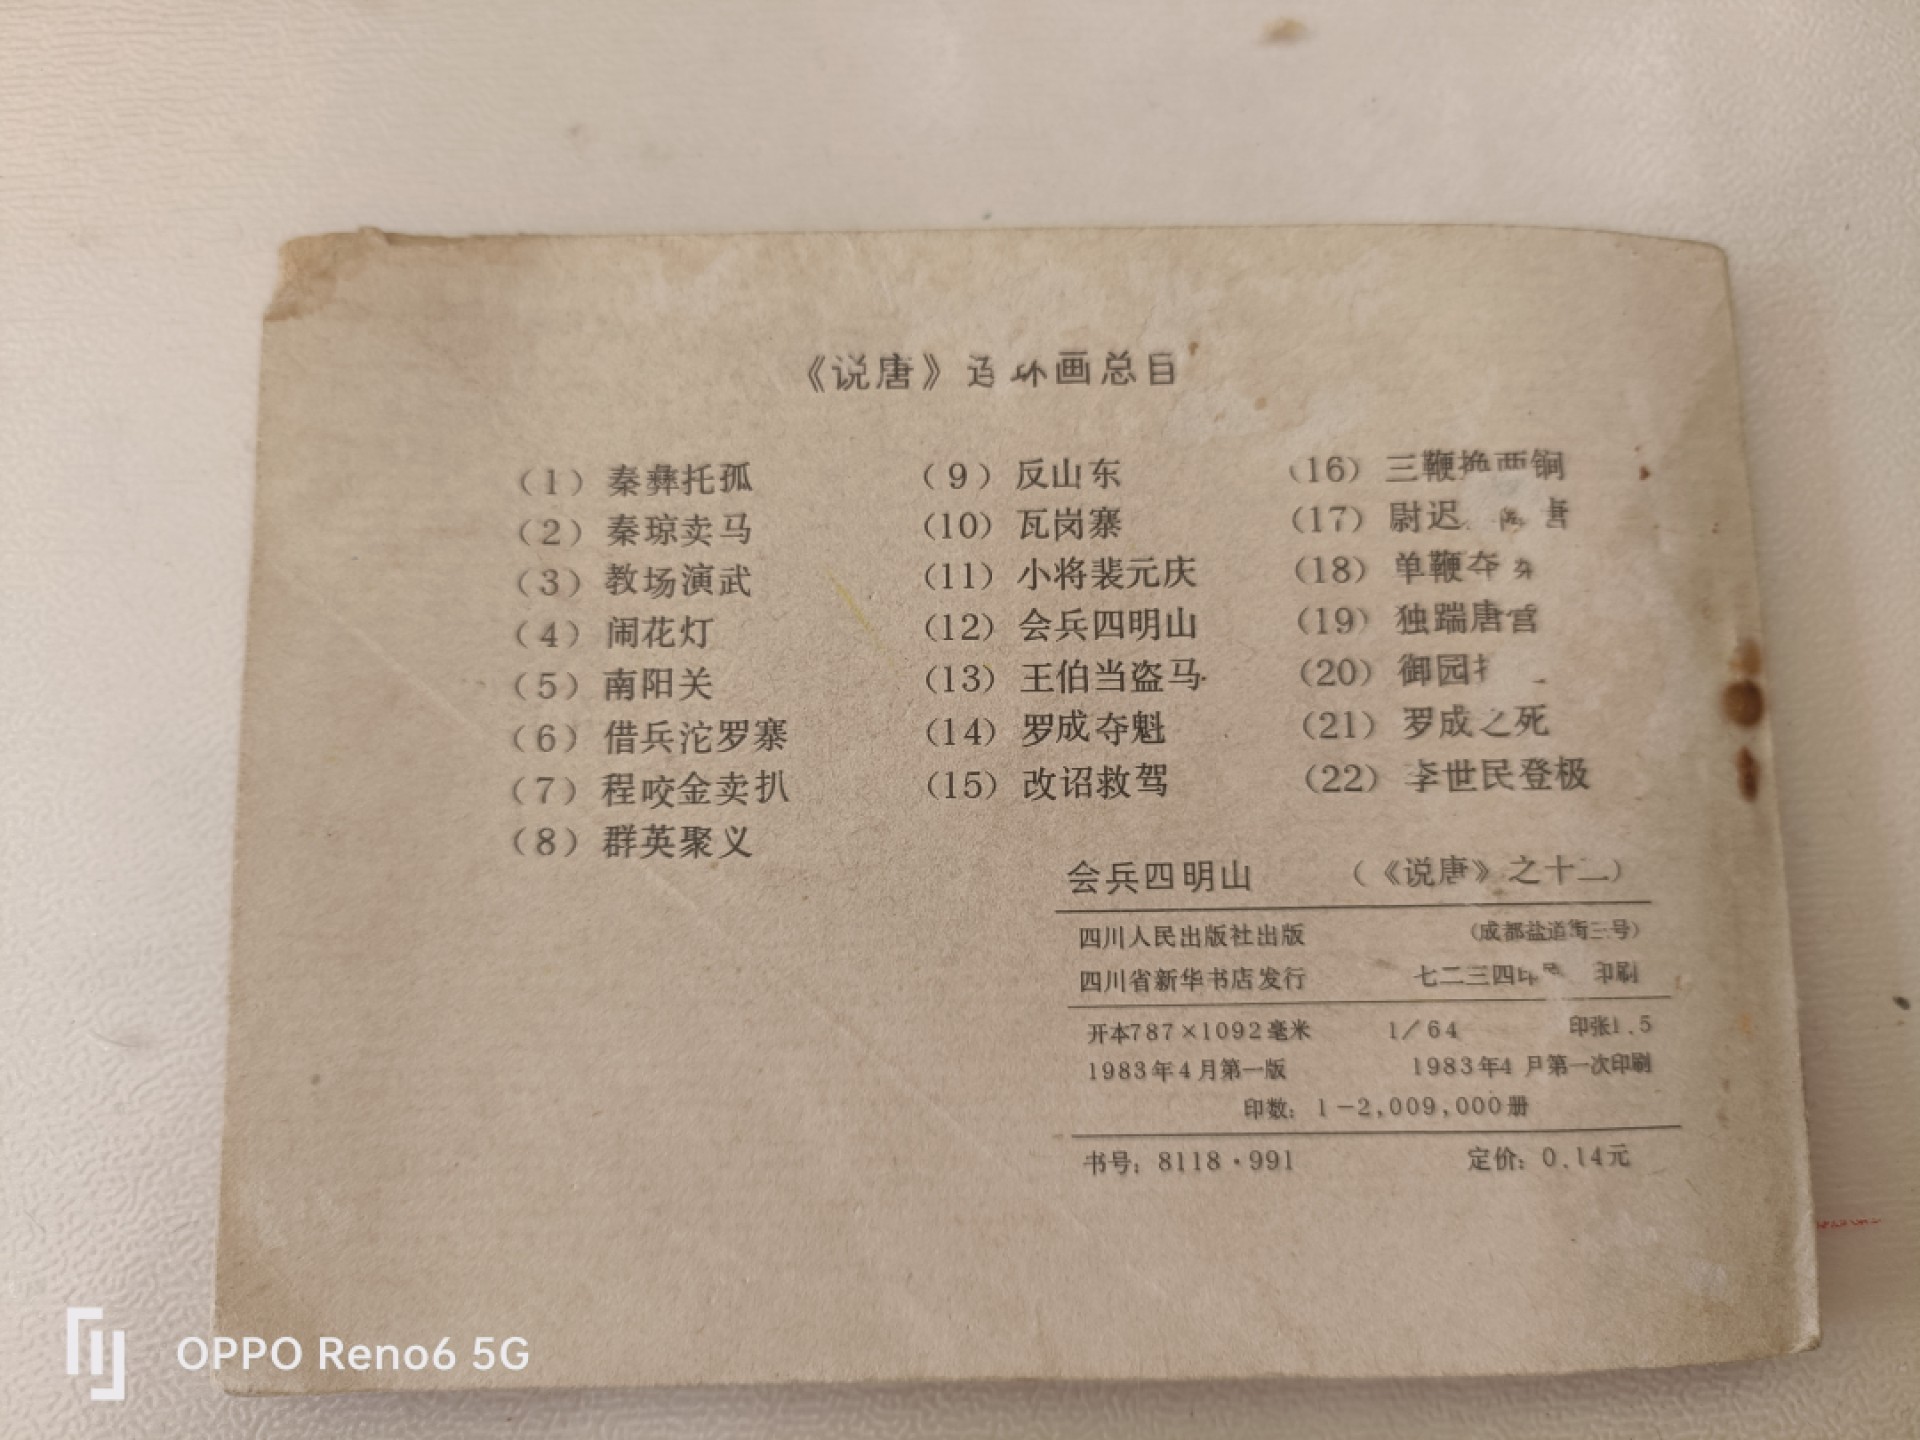 《说唐》连环画总目
（1）秦彝托孤
（2）秦琼卖马
（3）教场演武
（4）闹花灯
（5）南阳关
（6）借兵沱罗寨
（7）程咬金卖扒
（8）群英聚义
（9）反山东
（10）瓦岗寨
（11）小将裴元庆
（12）会兵四明山
（13）王伯当盗马
（14）罗成夺魁
（15）改诏救驾
（16）三鞭换两锏
（17）尉迟
（18）单鞭夺
（19）独踹唐宫
（20）御园
（21）罗成之死
（22）李世民登极
会兵四明山 （《说唐》之十二）
四川人民出版社出版 （成都盐道街三号）
四川省新华书店发行 七二三四印 印刷
开本787×1092毫米 1/64 印张1.5
1983年4月第一版 1983年4月第一次印刷
印数：1－2,009,000册
书号：8118·991 定价：0.14元
OPPO Reno6 5G